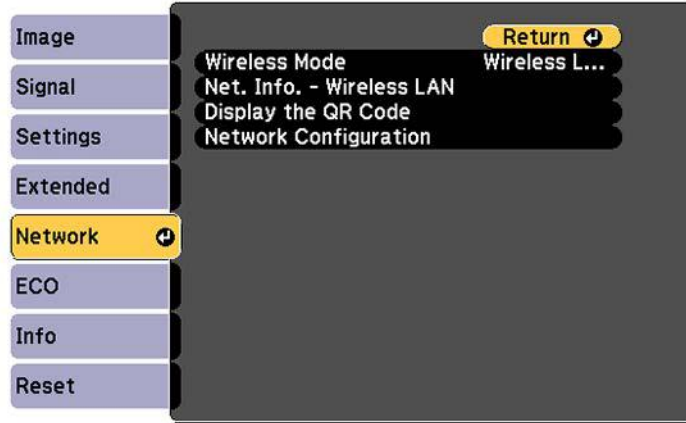 Image
Signal
Settings
Extended
Network
ECO
Info
Reset
Return
Wireless Mode Wireless L...
Net. Info. - Wireless LAN
Display the QR Code
Network Configuration